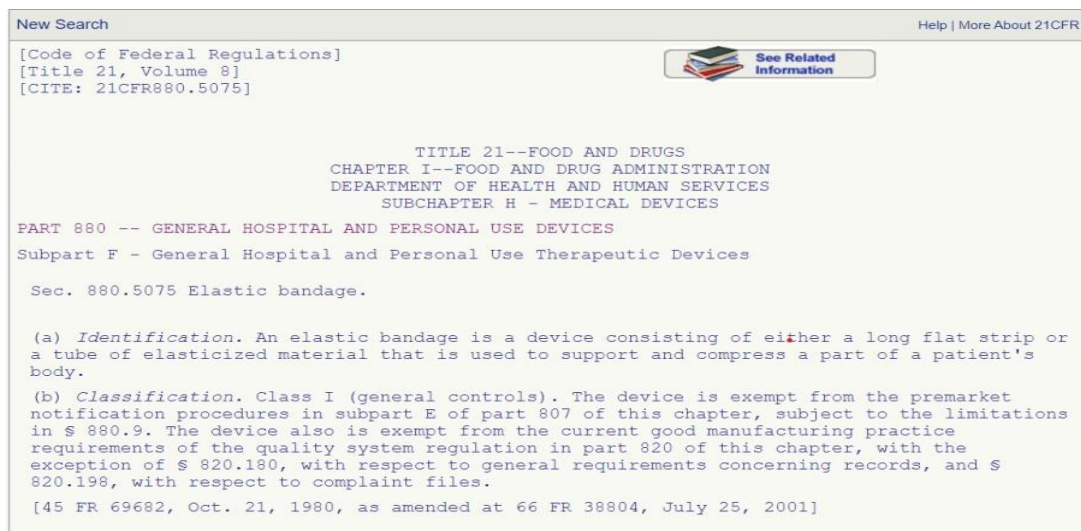 New Search
Help | More About 21CFR
[Code of Federal Regulations]
[Title 21, Volume 8]
[CITE: 21CFR880.5075]
See Related
Information
TITLE 21--FOOD AND DRUGS
CHAPTER I--FOOD AND DRUG ADMINISTRATION
DEPARTMENT OF HEALTH AND HUMAN SERVICES
SUBCHAPTER H - MEDICAL DEVICES
PART 880 -- GENERAL HOSPITAL AND PERSONAL USE DEVICES
Subpart F - General Hospital and Personal Use Therapeutic Devices
Sec. 880.5075 Elastic bandage.
(a) Identification. An elastic bandage is a device consisting of either a long flat strip or
a tube of elasticized material that is used to support and compress a part of a patient's
body.
(b) Classification. Class I (general controls). The device is exempt from the premarket
notification procedures in subpart E of part 807 of this chapter, subject to the limitations
in § 880.9. The device also is exempt from the current good manufacturing practice
requirements of the quality system regulation in part 820 of this chapter, with the
exception of § 820.180, with respect to general requirements concerning records, and §
820.198, with respect to complaint files.
[45 FR 69682, Oct. 21, 1980, as amended at 66 FR 38804, July 25, 2001]